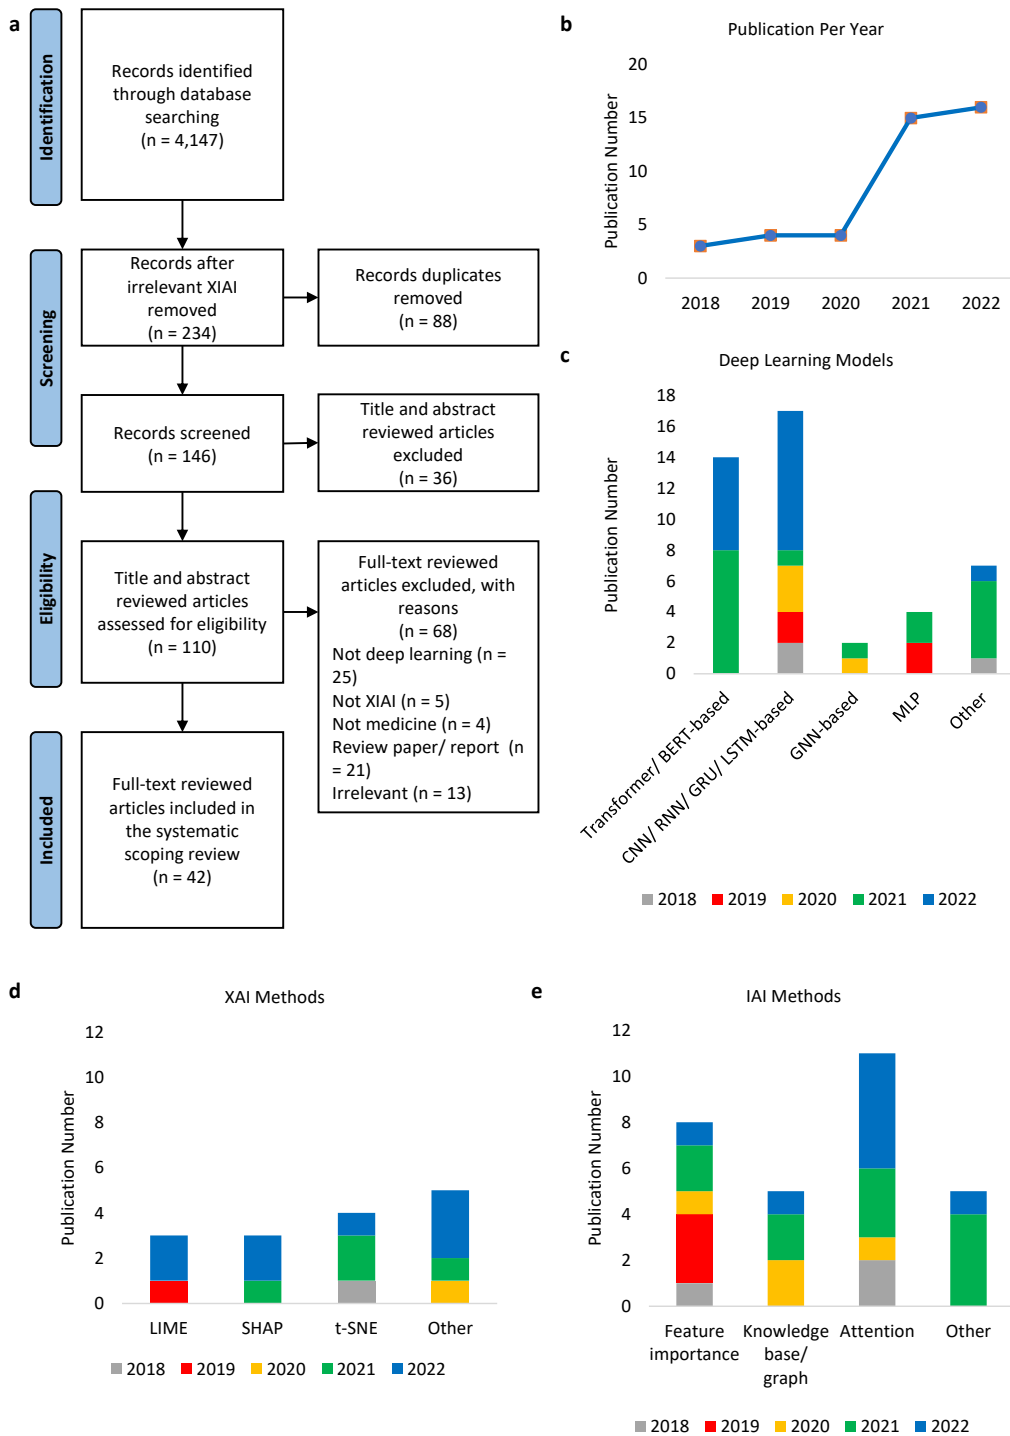 a
Identification
Records identified
through database
searching
(n = 4,147)
Screening
Records after
irrelevant XIAI
removed
(n = 234)
Records duplicates
removed
(n = 88)
Records screened
(n = 146)
Title and abstract
reviewed articles
excluded
(n = 36)
Eligibility
Title and abstract
reviewed articles
assessed for eligibility
(n = 110)
Full-text reviewed
articles excluded, with
reasons
(n = 68)
Not deep learning (n =
25)
Not XIAI (n = 5)
Not medicine (n = 4)
Review paper/ report (n
= 21)
Irrelevant (n = 13)
Included
Full-text reviewed
articles included in
the systematic
scoping review
(n = 42)
b
Publication Per Year
Publication Number
20
15
10
5
0
2018 2019 2020 2021 2022
c
Deep Learning Models
Publication Number
18
16
14
12
10
8
6
4
2
0
Transformer/ BERT-based
CNN/ RNN/ GRU/ LSTM-based
GNN-based
MLP
Other
2018 2019 2020 2021 2022
d
XAI Methods
Publication Number
12
10
8
6
4
2
0
LIME SHAP t-SNE Other
2018 2019 2020 2021 2022
e
IAI Methods
Publication Number
12
10
8
6
4
2
0
Feature
importance
Knowledge
base/
graph
Attention
Other
2018 2019 2020 2021 2022